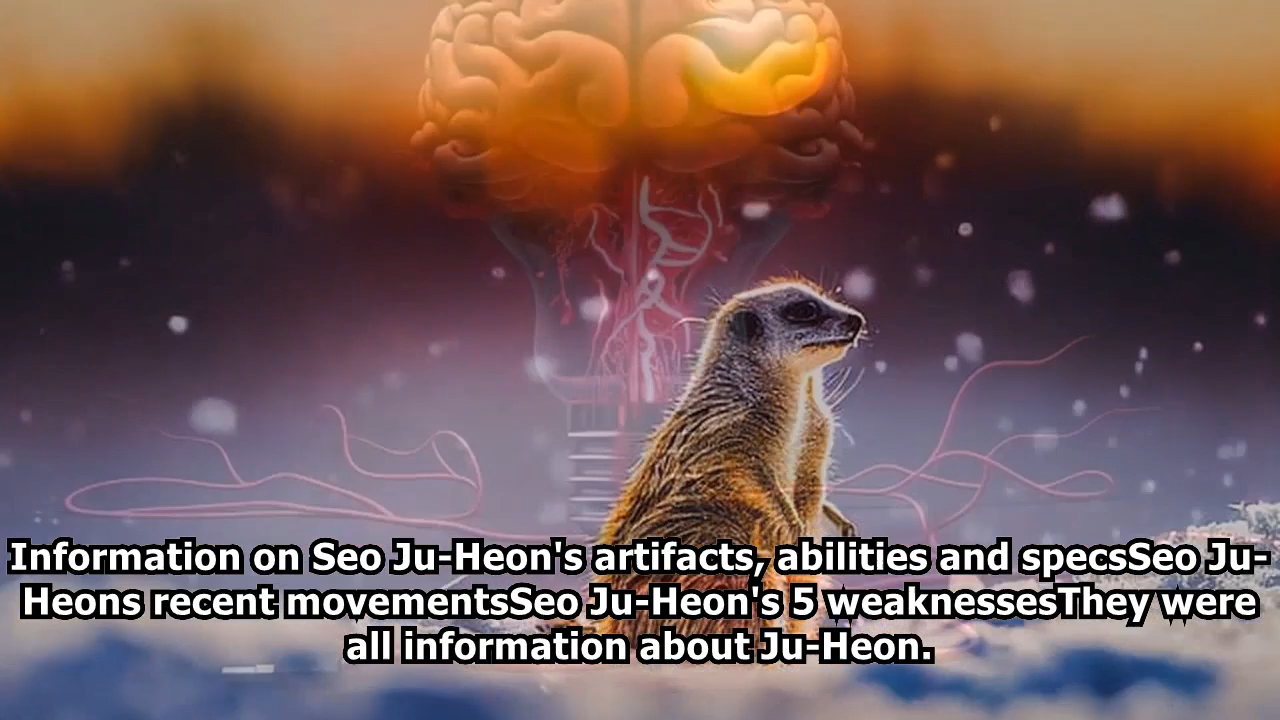 Information on Seo Ju-Heon's artifacts, abilities and specsSeo Ju-
Heons recent movementsSeo Ju-Heon's 5 weaknessesThey were
all information about Ju-Heon.